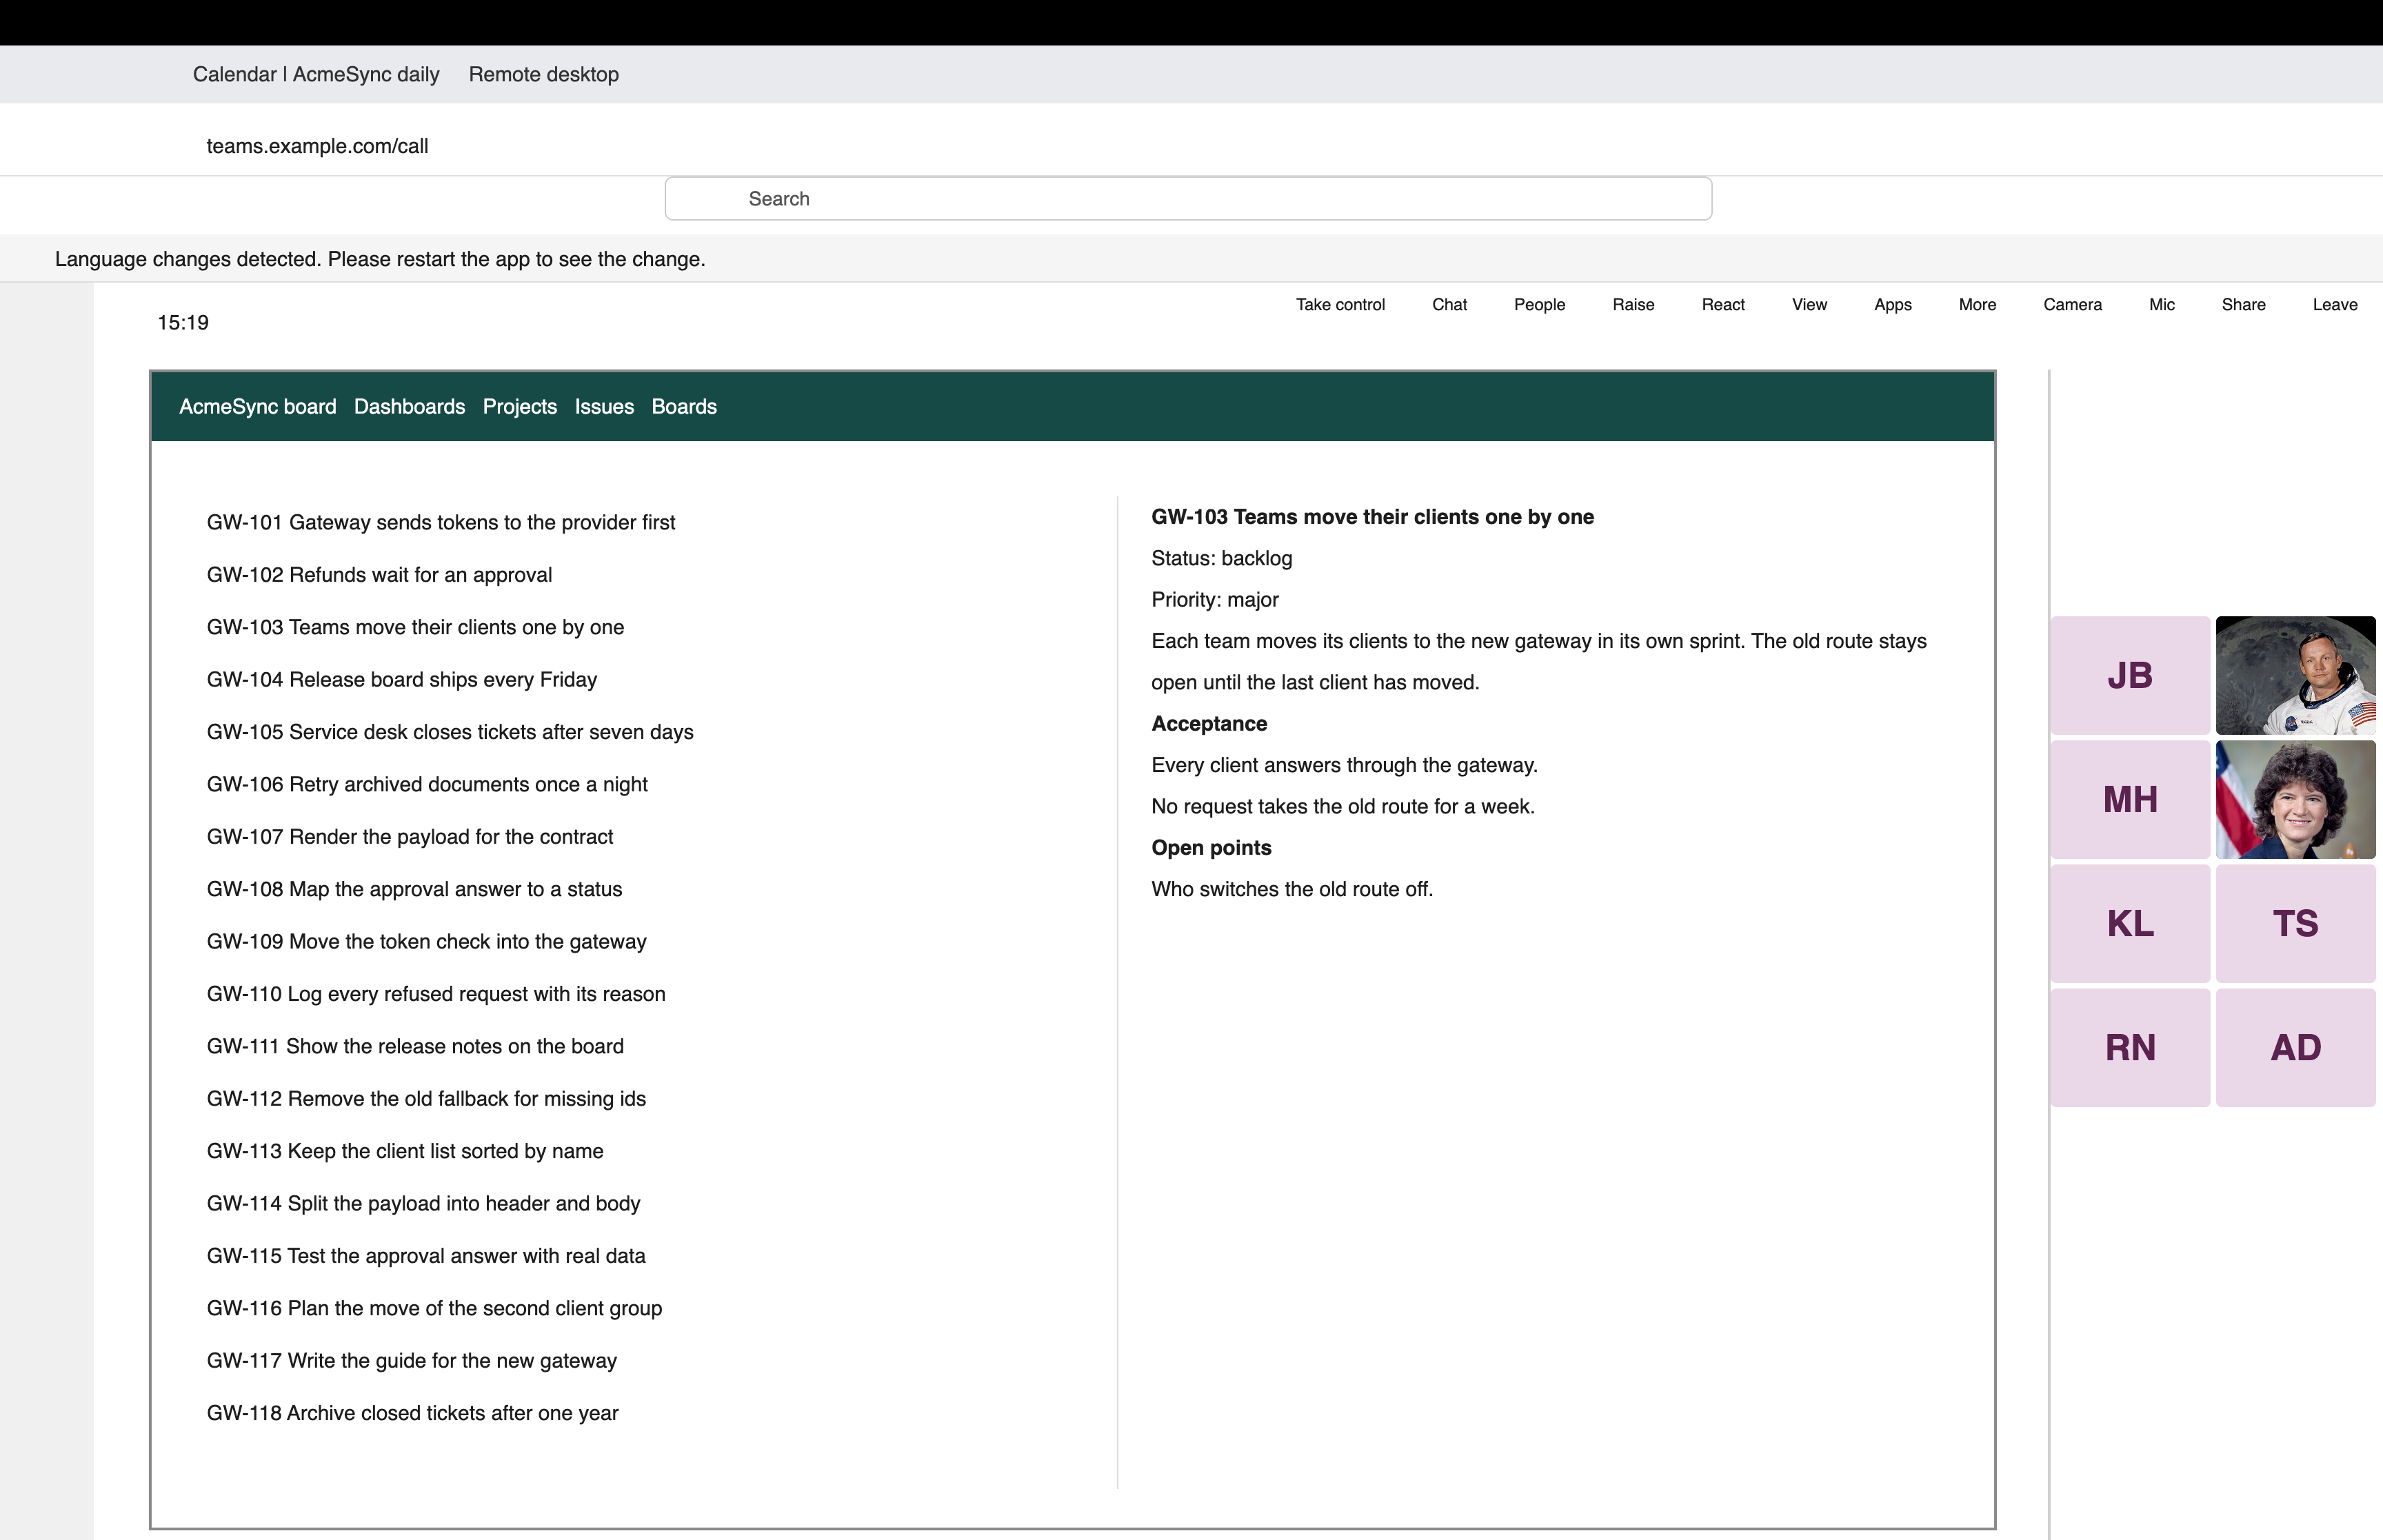 Calendar | AcmeSync daily Remote desktop
teams.example.com/call
Search
Language changes detected. Please restart the app to see the change.
15:19
Take control Chat People Raise React View Apps More Camera Mic Share Leave
AcmeSync board Dashboards Projects Issues Boards
GW-101 Gateway sends tokens to the provider first
GW-102 Refunds wait for an approval
GW-103 Teams move their clients one by one
GW-104 Release board ships every Friday
GW-105 Service desk closes tickets after seven days
GW-106 Retry archived documents once a night
GW-107 Render the payload for the contract
GW-108 Map the approval answer to a status
GW-109 Move the token check into the gateway
GW-110 Log every refused request with its reason
GW-111 Show the release notes on the board
GW-112 Remove the old fallback for missing ids
GW-113 Keep the client list sorted by name
GW-114 Split the payload into header and body
GW-115 Test the approval answer with real data
GW-116 Plan the move of the second client group
GW-117 Write the guide for the new gateway
GW-118 Archive closed tickets after one year
GW-103 Teams move their clients one by one
Status: backlog
Priority: major
Each team moves its clients to the new gateway in its own sprint. The old route stays
open until the last client has moved.
Acceptance
Every client answers through the gateway.
No request takes the old route for a week.
Open points
Who switches the old route off.
JB
MH
KL TS
RN AD